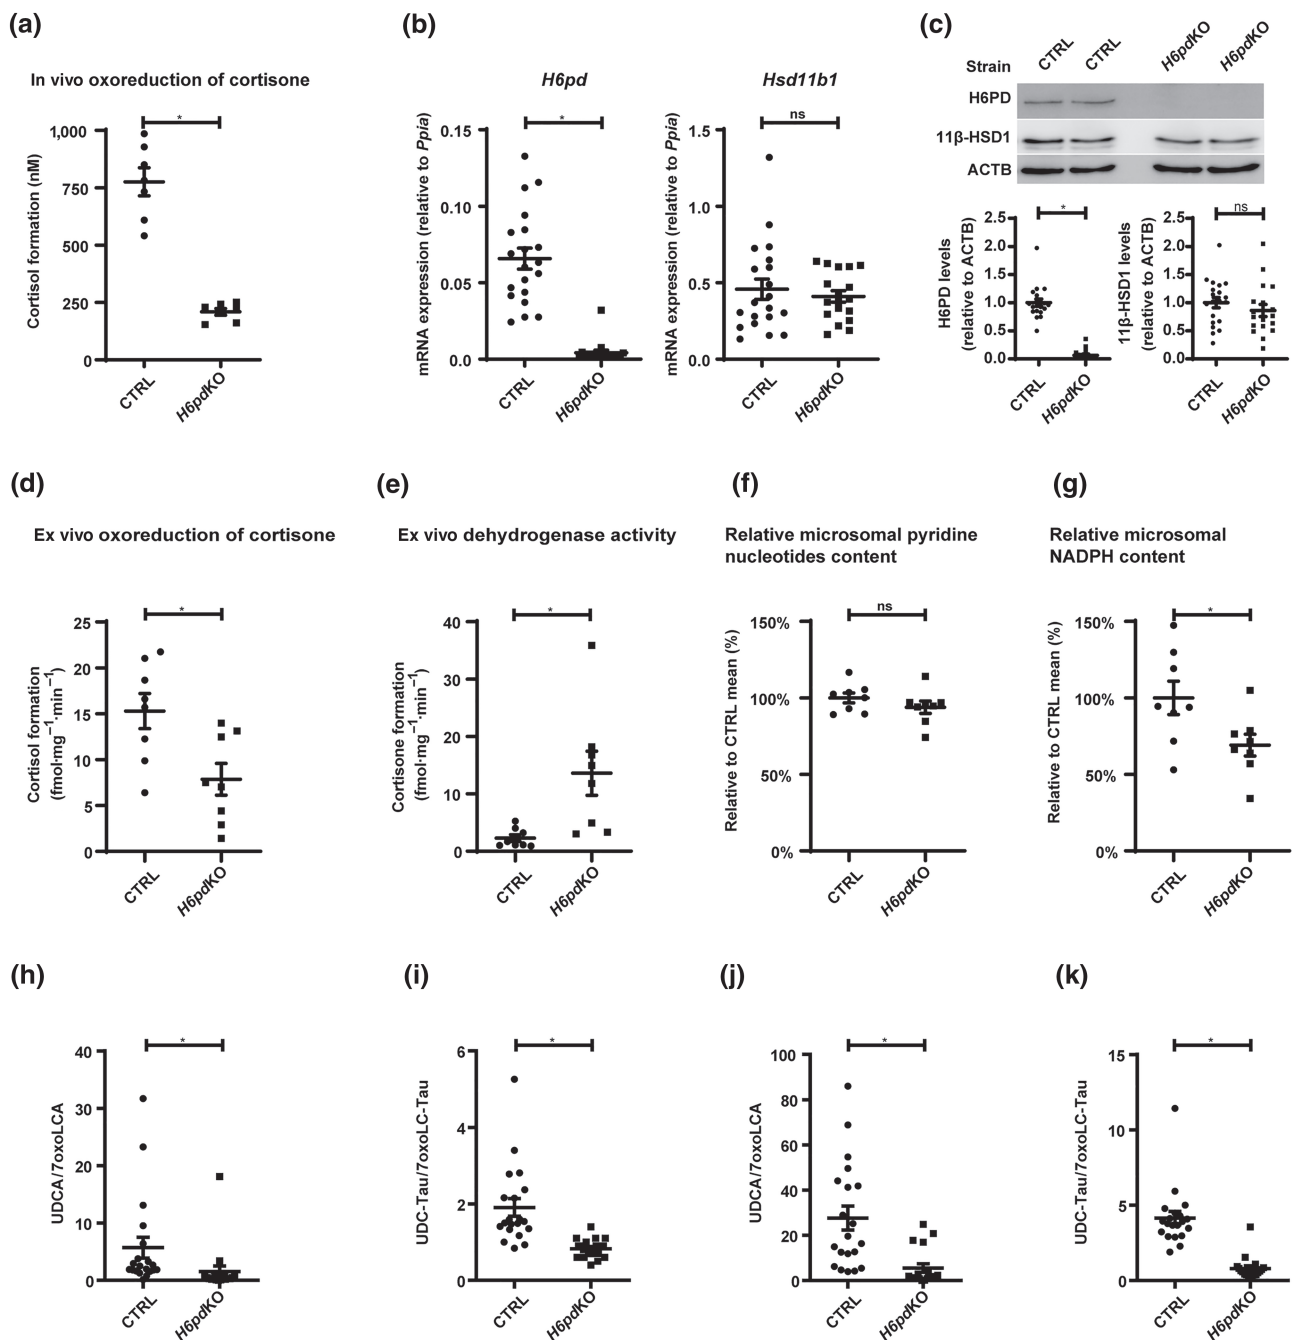 (a)
In vivo oxoreduction of cortisone
*
Cortisol formation (nM)
1,000
750
500
250
0
CTRL
H6pdKO
(b)
H6pd
*
mRNA expression (relative to Ppia)
0.15
0.10
0.05
0.0
CTRL
H6pdKO
Hsd11b1
ns
mRNA expression (relative to Ppia)
1.5
1.0
0.5
0.0
CTRL
H6pdKO
(c)
Strain
CTRL
CTRL
H6pdKO
H6pdKO
H6PD
11β-HSD1
ACTB
*
H6PD levels
(relative to ACTB)
2.5
2.0
1.5
1.0
0.5
0.0
CTRL
H6pdKO
ns
11β-HSD1 levels
(relative to ACTB)
2.5
2.0
1.5
1.0
0.5
0.0
CTRL
H6pdKO
(d)
Ex vivo oxoreduction of cortisone
*
Cortisol formation
(fmol·mg⁻¹·min⁻¹)
25
20
15
10
5
0
CTRL
H6pdKO
(e)
Ex vivo dehydrogenase activity
*
Cortisone formation
(fmol·mg⁻¹·min⁻¹)
40
30
20
10
0
CTRL
H6pdKO
(f)
Relative microsomal pyridine
nucleotides content
ns
Relative to CTRL mean (%)
150%
100%
50%
0%
CTRL
H6pdKO
(g)
Relative microsomal
NADPH content
*
Relative to CTRL mean (%)
150%
100%
50%
0%
CTRL
H6pdKO
(h)
*
UDCA/7oxoLCA
40
30
20
10
0
CTRL
H6pdKO
(i)
*
UDC-Tau/7oxoLC-Tau
6
4
2
0
CTRL
H6pdKO
(j)
*
UDCA/7oxoLCA
100
80
60
40
20
0
CTRL
H6pdKO
(k)
*
UDC-Tau/7oxoLC-Tau
15
10
5
0
CTRL
H6pdKO